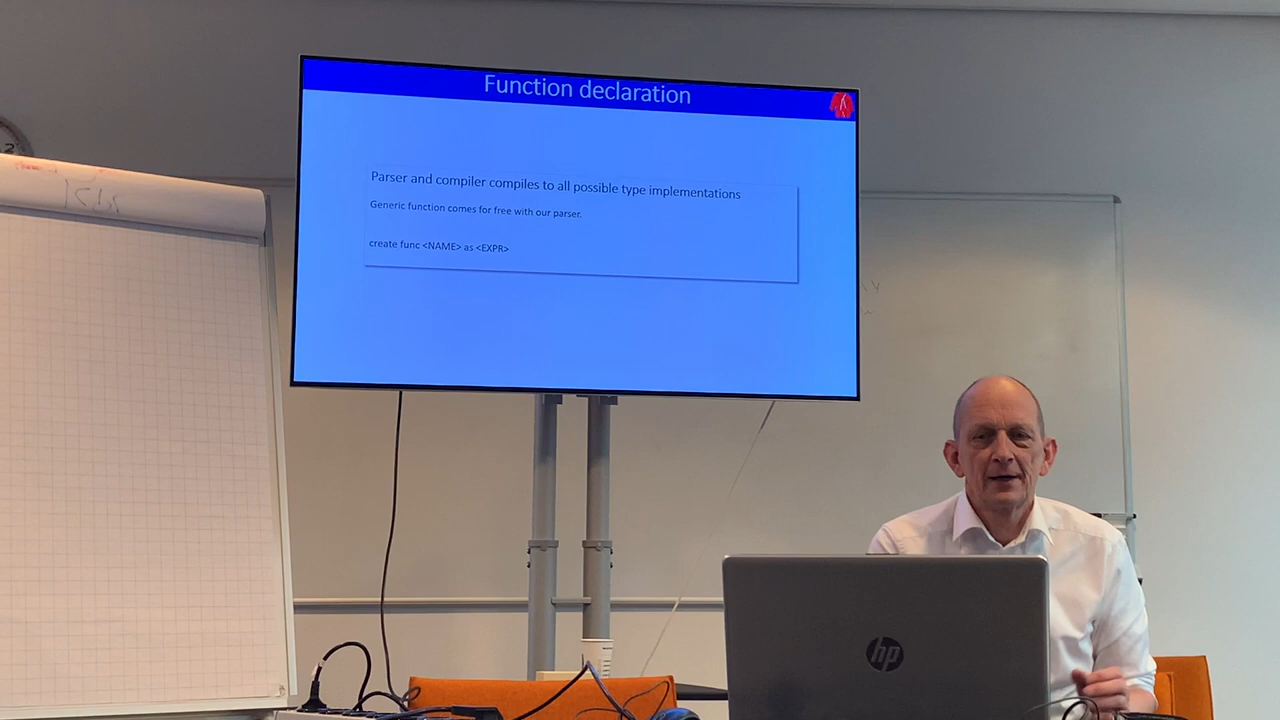 Function declaration
Parser and compiler compiles to all possible type implementations
Generic function comes for free with our parser.
create func <NAME> as <EXPR>
hp